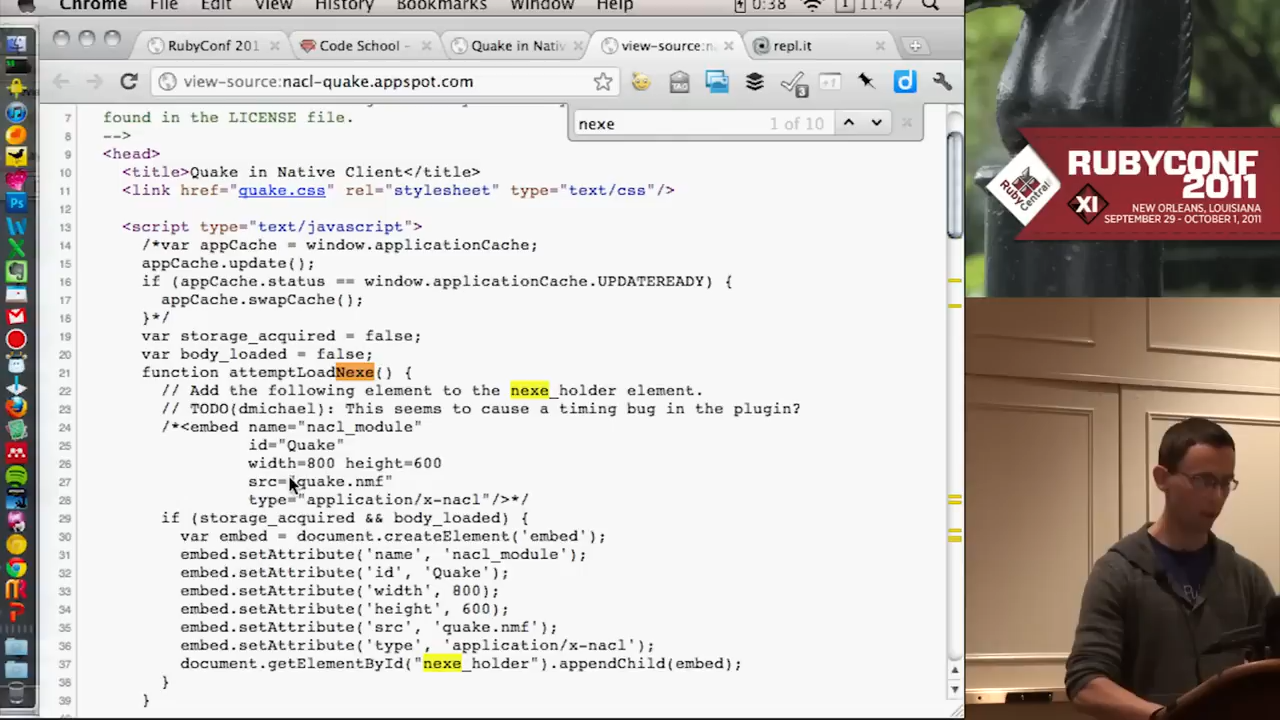 Chrome File Edit View History Bookmarks Window Help 0:38 11:47
RubyConf 201 Code School - Quake in Nativ view-source:na repl.it
view-source:nacl-quake.appspot.com
nexe 1 of 10
7 found in the LICENSE file.
8 -->
9 <head>
10 <title>Quake in Native Client</title>
11 <link href="quake.css" rel="stylesheet" type="text/css"/>
12
13 <script type="text/javascript">
14 /*var appCache = window.applicationCache;
15 appCache.update();
16 if (appCache.status == window.applicationCache.UPDATEREADY) {
17 appCache.swapCache();
18 }*/
19 var storage_acquired = false;
20 var body_loaded = false;
21 function attemptLoadNexe() {
22 // Add the following element to the nexe_holder element.
23 // TODO(dmichael): This seems to cause a timing bug in the plugin?
24 /*<embed name="nacl_module"
25 id="Quake"
26 width=800 height=600
27 src="quake.nmf"
28 type="application/x-nacl"/>*/
29 if (storage_acquired && body_loaded) {
30 var embed = document.createElement('embed');
31 embed.setAttribute('name', 'nacl_module');
32 embed.setAttribute('id', 'Quake');
33 embed.setAttribute('width', 800);
34 embed.setAttribute('height', 600);
35 embed.setAttribute('src', 'quake.nmf');
36 embed.setAttribute('type', 'application/x-nacl');
37 document.getElementById("nexe_holder").appendChild(embed);
38 }
39 }
RubyCentral
XI
RUBYCONF
2011
NEW ORLEANS, LOUISIANA
SEPTEMBER 29 - OCTOBER 1, 2011